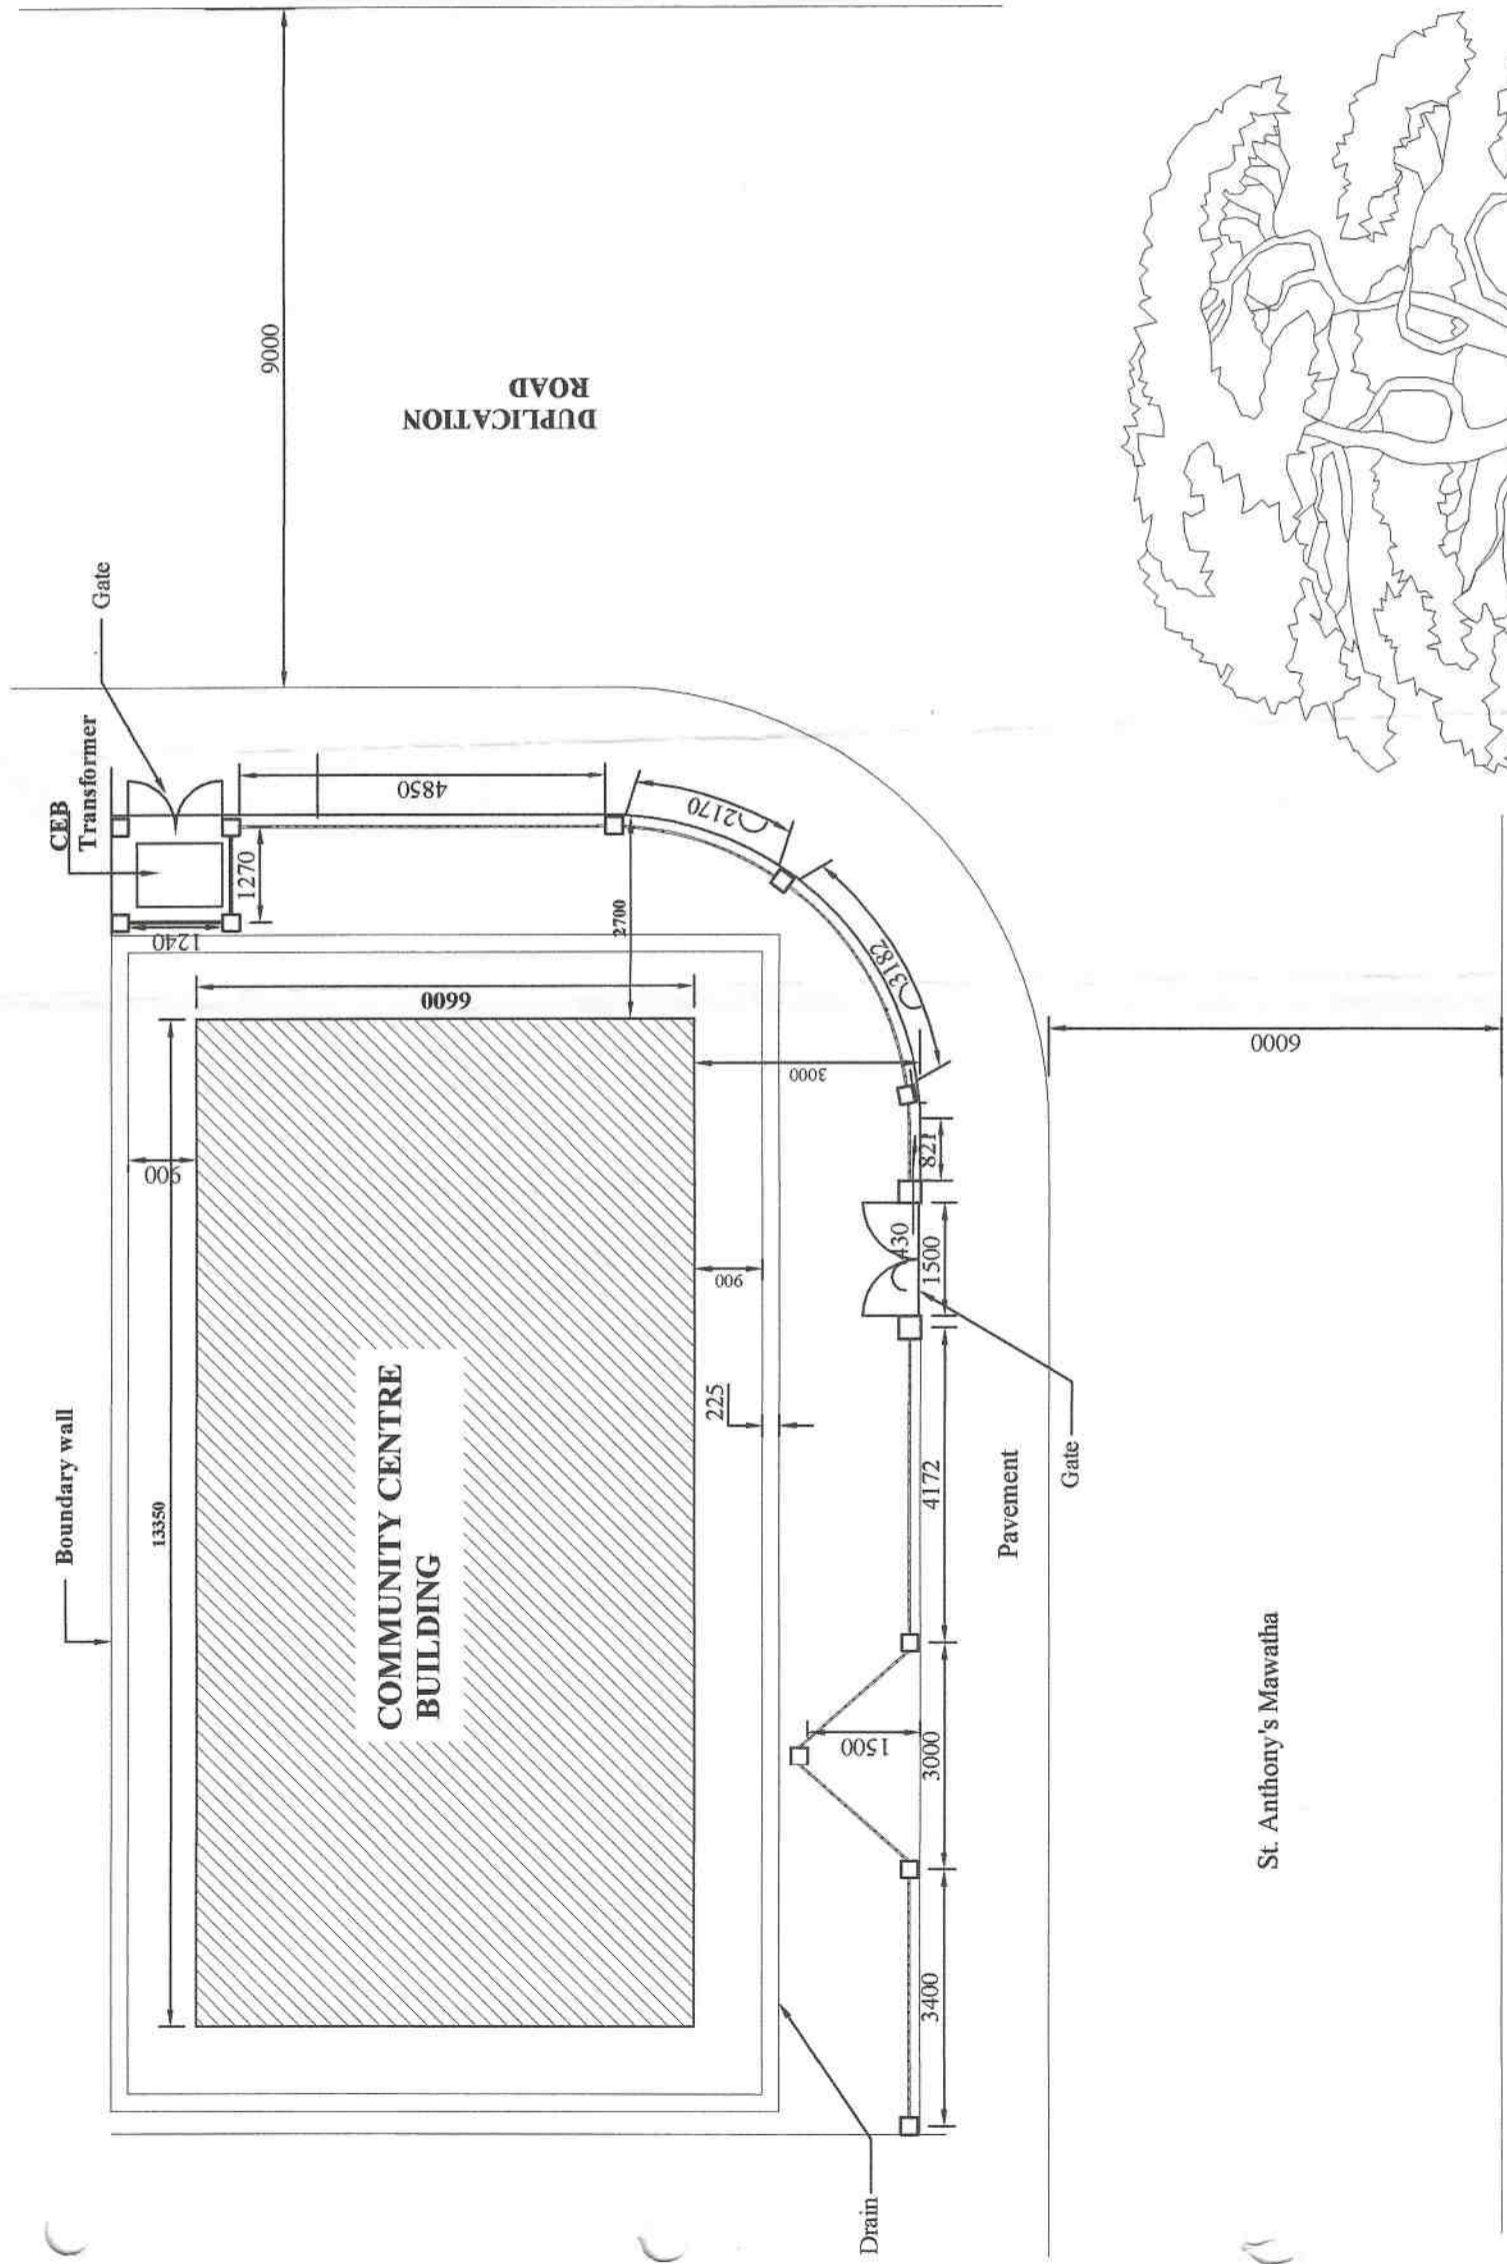 9000
DUPLICATION
ROAD
Gate
CEB
Transformer
4850
1270
1240
2170
2700
3182
6600
3000
6000
900
821
430
1500
900
Boundary wall
13350
COMMUNITY CENTRE
BUILDING
225
4172
Pavement
Gate
1500
3000
St. Anthony's Mawatha
3400
Drain